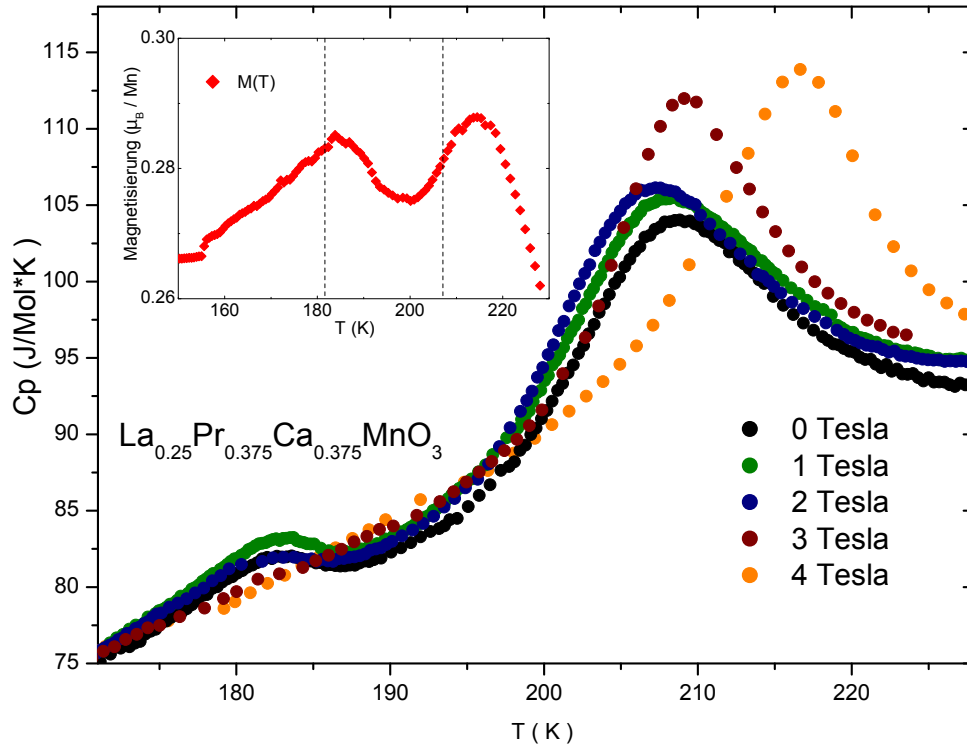 Cp (J/Mol*K)
115
110
105
100
95
90
85
80
75
180
190
200
210
220
T ( K )
Magnetisierung (μB / Mn)
0.30
0.28
0.26
160
180
200
220
T (K)
M(T)
La0.25Pr0.375Ca0.375MnO3
0 Tesla
1 Tesla
2 Tesla
3 Tesla
4 Tesla